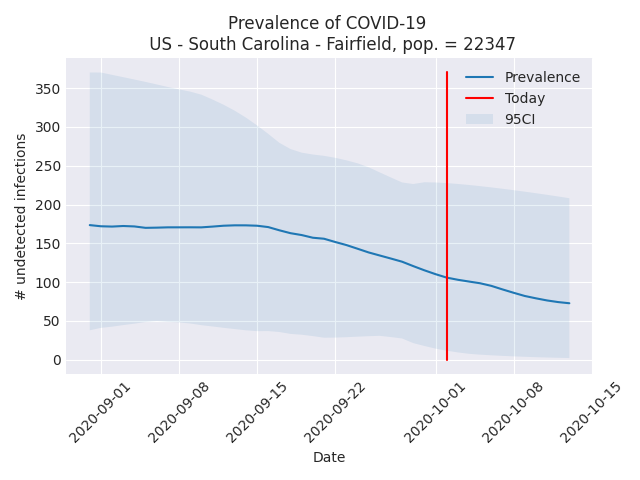 Prevalence of COVID-19
US - South Carolina - Fairfield, pop. = 22347
Prevalence
Today
95CI
# undetected infections
350
300
250
200
150
100
50
0
2020-09-01
2020-09-08
2020-09-15
2020-09-22
2020-10-01
2020-10-08
2020-10-15
Date